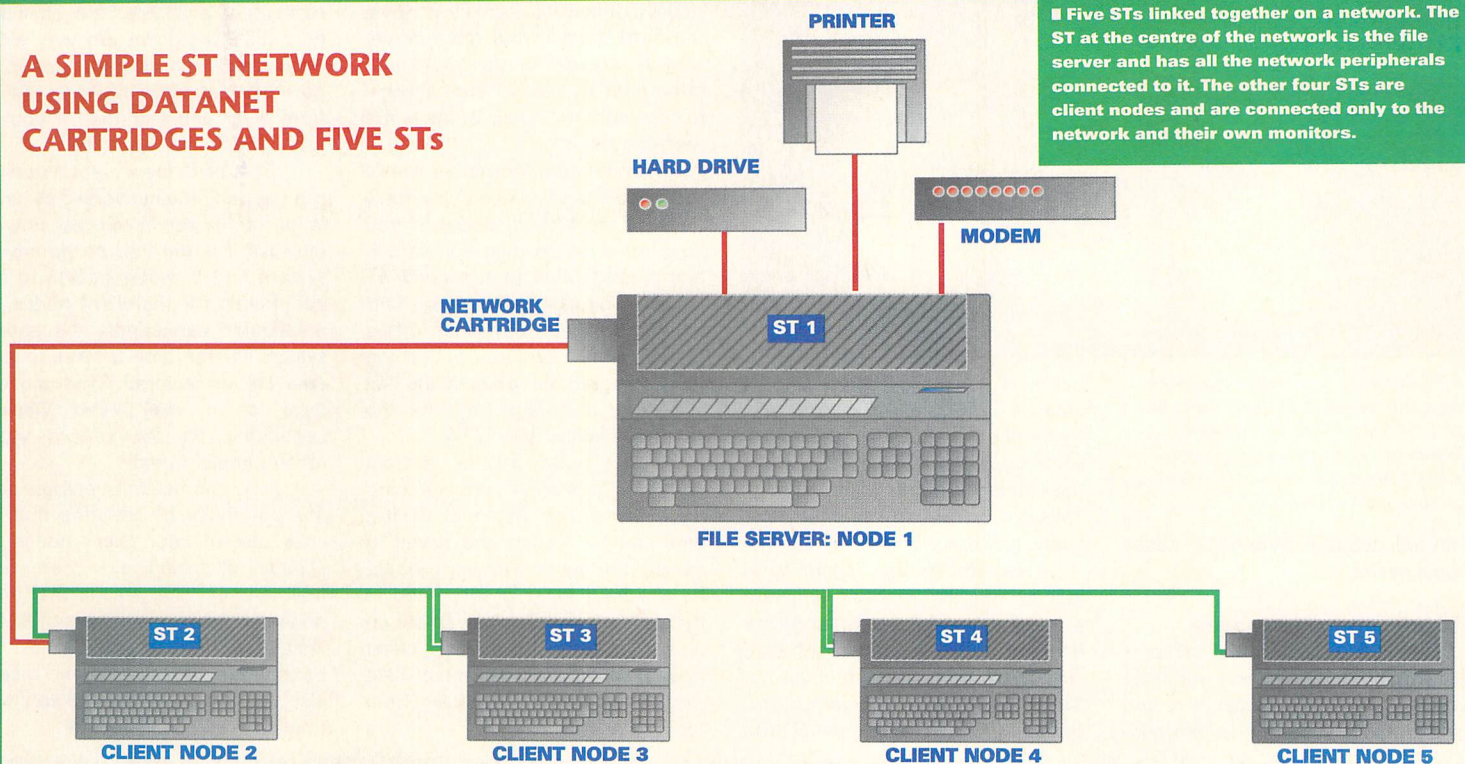 A SIMPLE ST NETWORK
USING DATANET
CARTRIDGES AND FIVE STs
PRINTER
■ Five STs linked together on a network. The
ST at the centre of the network is the file
server and has all the network peripherals
connected to it. The other four STs are
client nodes and are connected only to the
network and their own monitors.
HARD DRIVE
MODEM
NETWORK
CARTRIDGE
ST 1
FILE SERVER: NODE 1
ST 2
ST 3
ST 4
ST 5
CLIENT NODE 2
CLIENT NODE 3
CLIENT NODE 4
CLIENT NODE 5